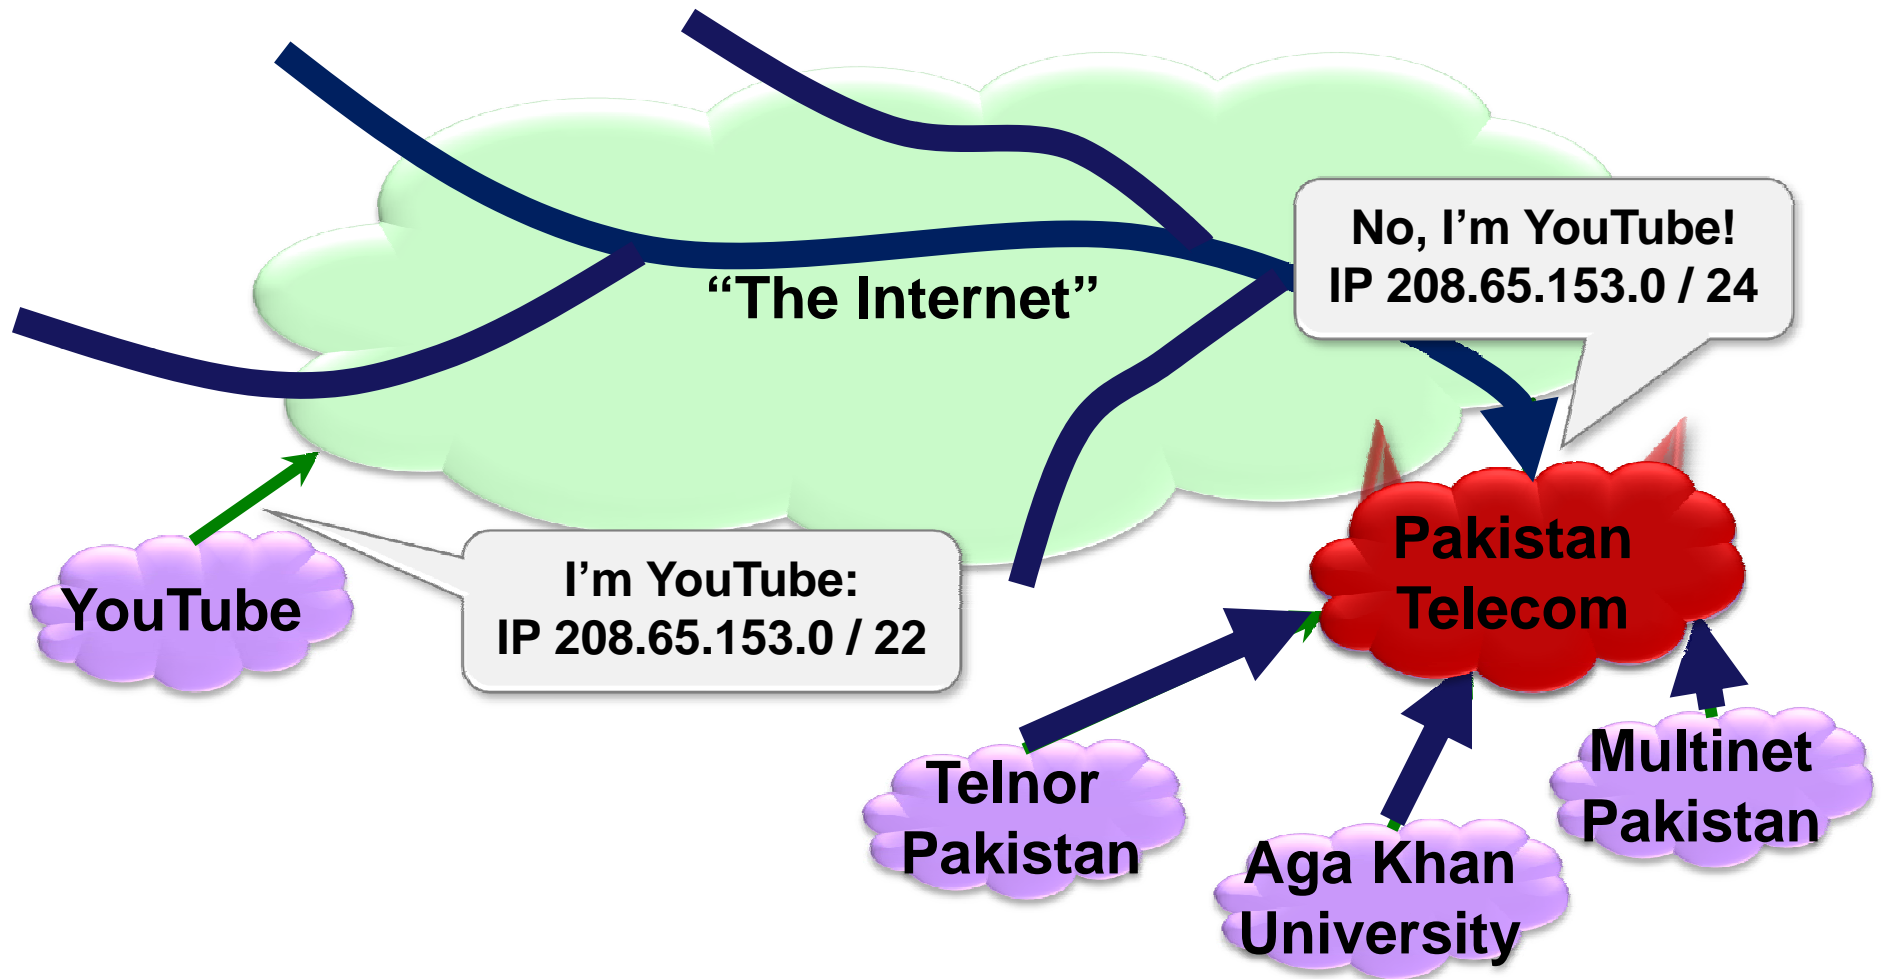 “The Internet”
No, I’m YouTube!
IP 208.65.153.0 / 24
Pakistan
Telecom
YouTube
I’m YouTube:
IP 208.65.153.0 / 22
Telnor
Pakistan
Aga Khan
University
Multinet
Pakistan